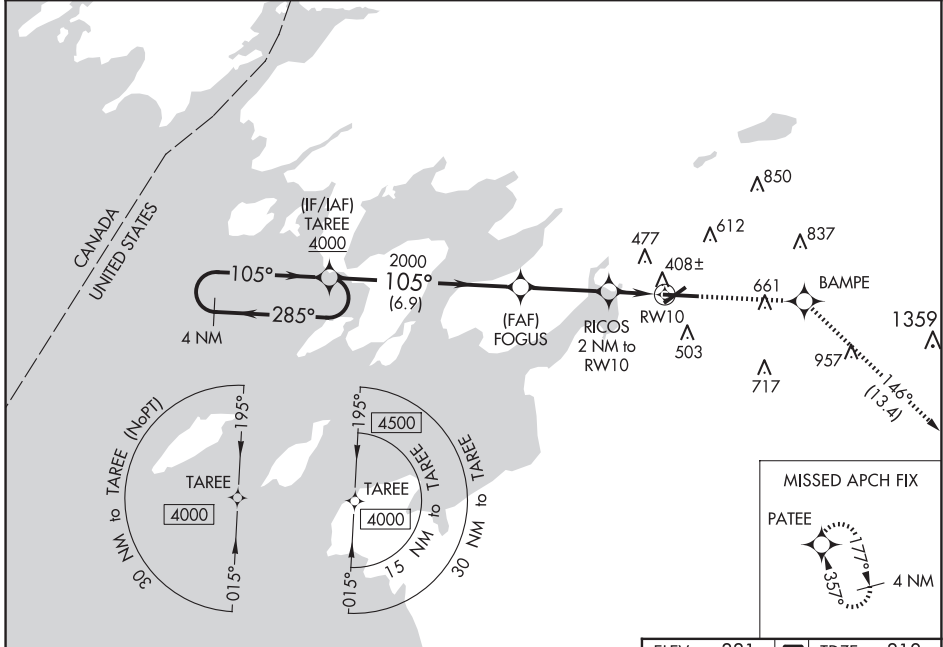 CANADA
UNITED STATES
(IF/IAF)
TAREE
4000
105°
285°
4 NM
2000
105°
(6.9)
(FAF)
FOGUS
RICOS
2 NM to
RW10
RW10
477
408±
612
850
837
661
503
717
BAMPE
957
1359
146°
(13.4)
30 NM to TAREE (NoPT)
195°
TAREE
4000
015°
195°
4500
TAREE
4000
015°
15 NM to TAREE
30 NM to TAREE
MISSED APCH FIX
PATEE
177°
357°
4 NM